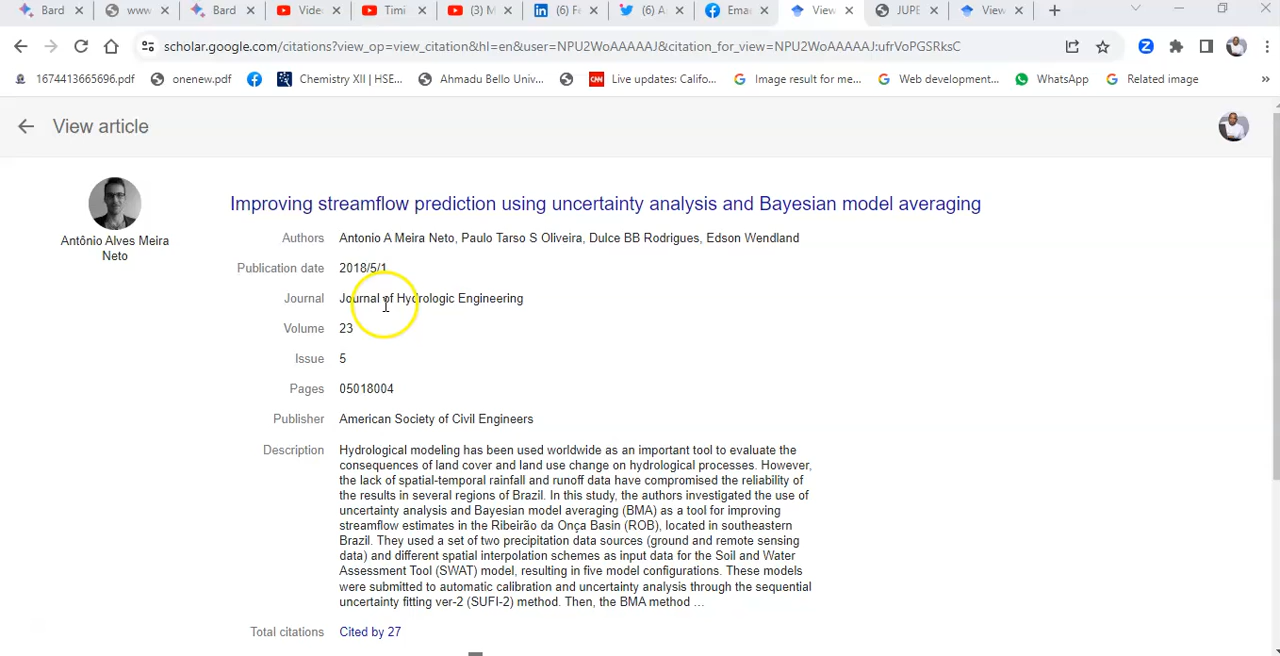 Bard
www
Bard
Video
Timi
(3) M
(6) F
(6) A
Emai
View
JUPE
View
scholar.google.com/citations?view_op=view_citation&hl=en&user=NPU2WoAAAAAJ&citation_for_view=NPU2WoAAAAAJ:ufrVoPGSRksC
1674413665696.pdf
onenew.pdf
Chemistry XII | HSE...
Ahmadu Bello Univ...
CNN
Live updates: Califo...
Image result for me...
Web developmen...
WhatsApp
Related image
»
View article
Antônio Alves Meira
Neto
Improving streamflow prediction using uncertainty analysis and Bayesian model averaging
Authors Antonio A Meira Neto, Paulo Tarso S Oliveira, Dulce BB Rodrigues, Edson Wendland
Publication date 2018/5/1
Journal Journal of Hydrologic Engineering
Volume 23
Issue 5
Pages 05018004
Publisher American Society of Civil Engineers
Description Hydrological modeling has been used worldwide as an important tool to evaluate the
consequences of land cover and land use change on hydrological processes. However,
the lack of spatial-temporal rainfall and runoff data have compromised the reliability of
the results in several regions of Brazil. In this study, the authors investigated the use of
uncertainty analysis and Bayesian model averaging (BMA) as a tool for improving
streamflow estimates in the Ribeirão da Onça Basin (ROB), located in southeastern
Brazil. They used a set of two precipitation data sources (ground and remote sensing
data) and different spatial interpolation schemes as input data for the Soil and Water
Assessment Tool (SWAT) model, resulting in five model configurations. These models
were submitted to automatic calibration and uncertainty analysis through the sequential
uncertainty fitting ver-2 (SUFI-2) method. Then, the BMA method ...
Total citations Cited by 27